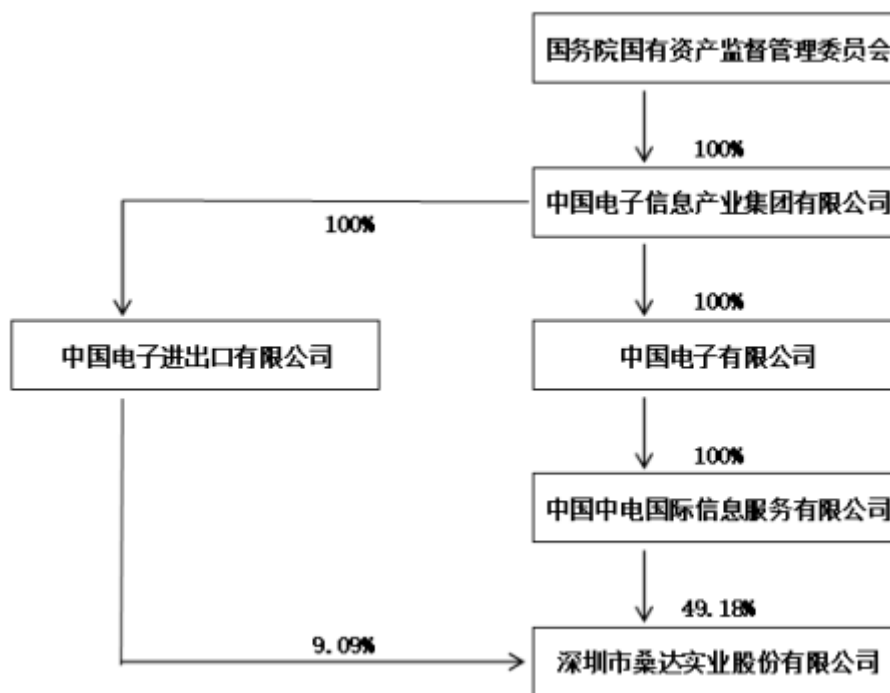 国务院国有资产监督管理委员会
100%
中国电子信息产业集团有限公司
100%
100%
中国电子进出口有限公司
中国电子有限公司
100%
中国中电国际信息服务有限公司
49.18%
9.09%
深圳市桑达实业股份有限公司